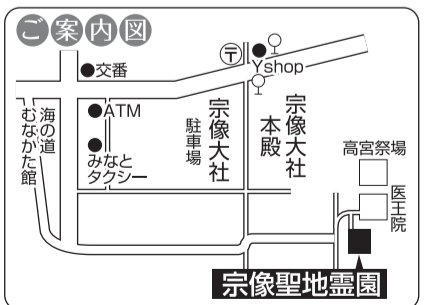 ご案内図
〒
Yshop
交番
ATM
みなと
タクシー
海の道
むなかた館
宗像大社
駐車場
宗像大社
本殿
高宮祭場
医王院
宗像聖地霊園